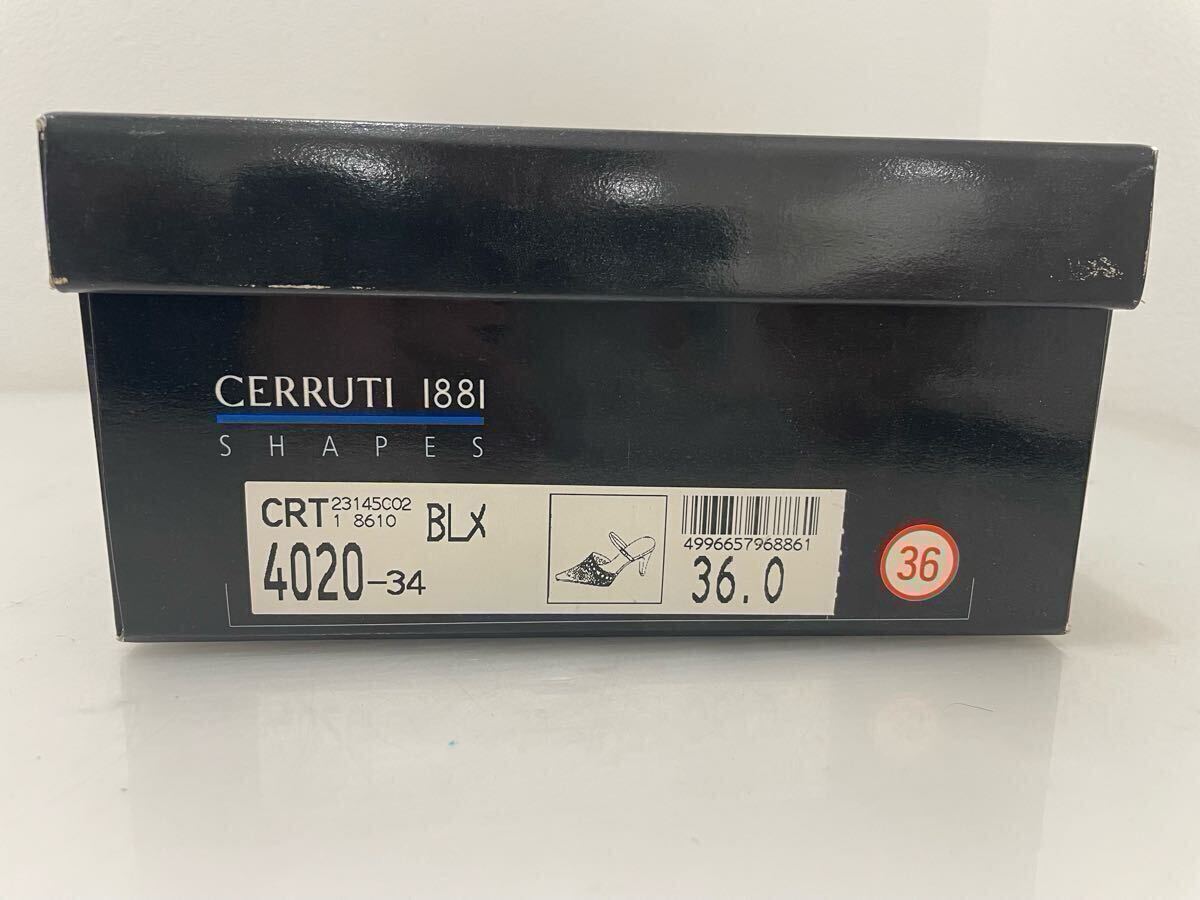 CERRUTI 1881
SHAPES
CRT 23145C02
1 8610
BLX
4020-34
4996657968861
36.0
36